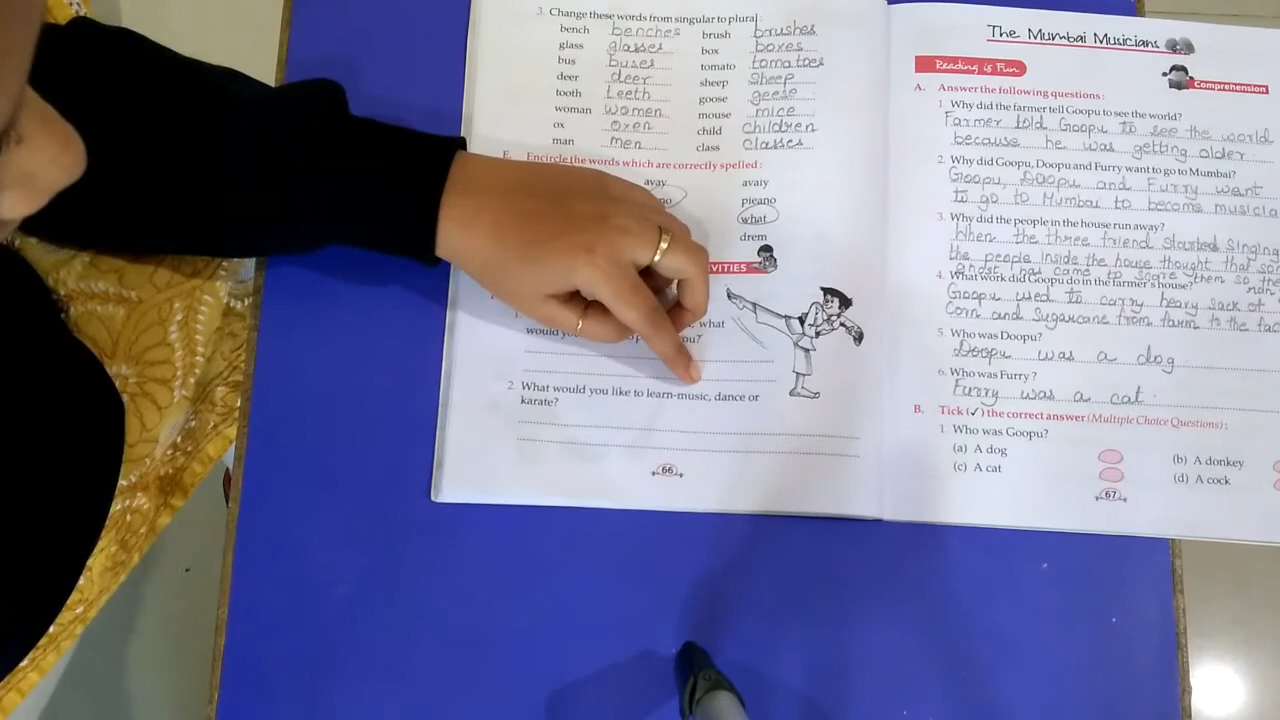 3. Change these words from singular to plural:
bench benches brush brushes
glass glasses box boxes
bus buses tomato tomatoes
deer deer sheep sheep
tooth teeth goose geese
woman women mouse mice
ox oxen child children
man men class classes
E. Encircle the words which are correctly spelled:
avay avaiy
picano
what
drem
what
would
2. What would you like to learn-music, dance or
karate?
66
The Mumbai Musicians
Reading is Fun
Comprehension
A. Answer the following questions:
1. Why did the farmer tell Goopu to see the world?
Farmer told Goopu to see the world
because he was getting older.
2. Why did Goopu, Doopu and Furry want to go to Mumbai?
Goopu, Doopu and Furry want
to go to Mumbai to become
3. Why did the people in the house run away?
When the three friend started singing
the people inside the house thought that
ghost has came to scare them so the
run
4. What work did Goopu do in the farmer's house?
Goopu used to carry heavy sack of
Corn and Sugarcane from farm to the
5. Who was Doopu?
Doopu was a dog
6. Who was Furry?
Furry was a cat.
B. Tick (✓) the correct answer (Multiple Choice Questions):
1. Who was Goopu?
(a) A dog (b) A donkey
(c) A cat (d) A cock
67